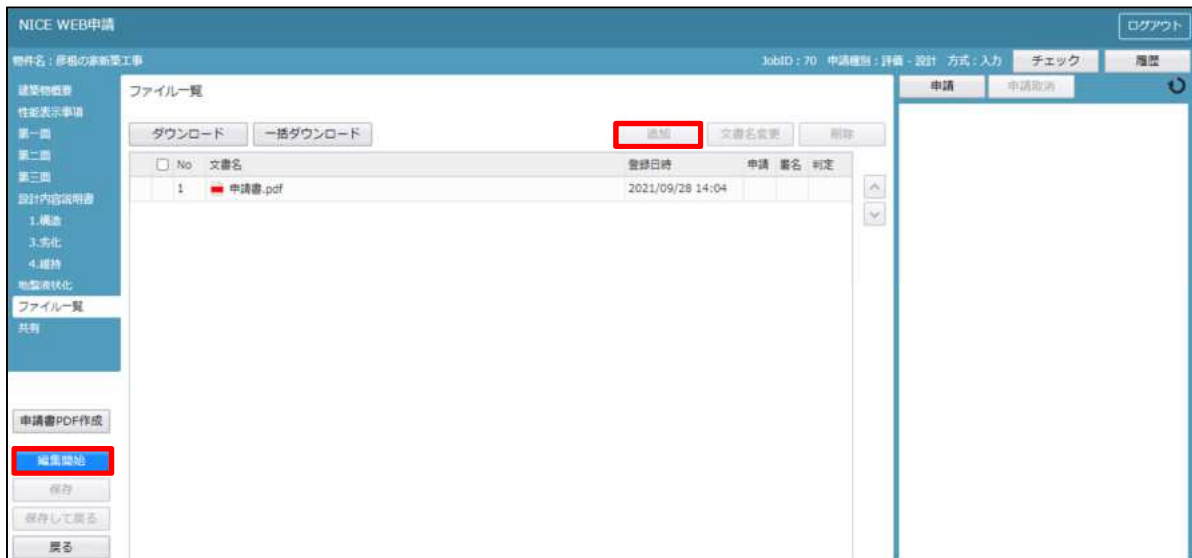 NICE WEB申請
ログアウト
物件名：彦根の家新築工事
JobID：70 申請種別：評価 - 設計 方式：入力
チェック
履歴
建築物概要
性能表示事項
第一面
第二面
第三面
設計内容説明書
1.構造
3.劣化
4.維持
地盤液状化
ファイル一覧
共有
申請書PDF作成
編集開始
保存
保存して戻る
戻る
ファイル一覧
ダウンロード
一括ダウンロード
追加
文書名変更
削除
No 文書名 登録日時 申請 署名 判定
1 申請書.pdf 2021/09/28 14:04
申請
申請取消